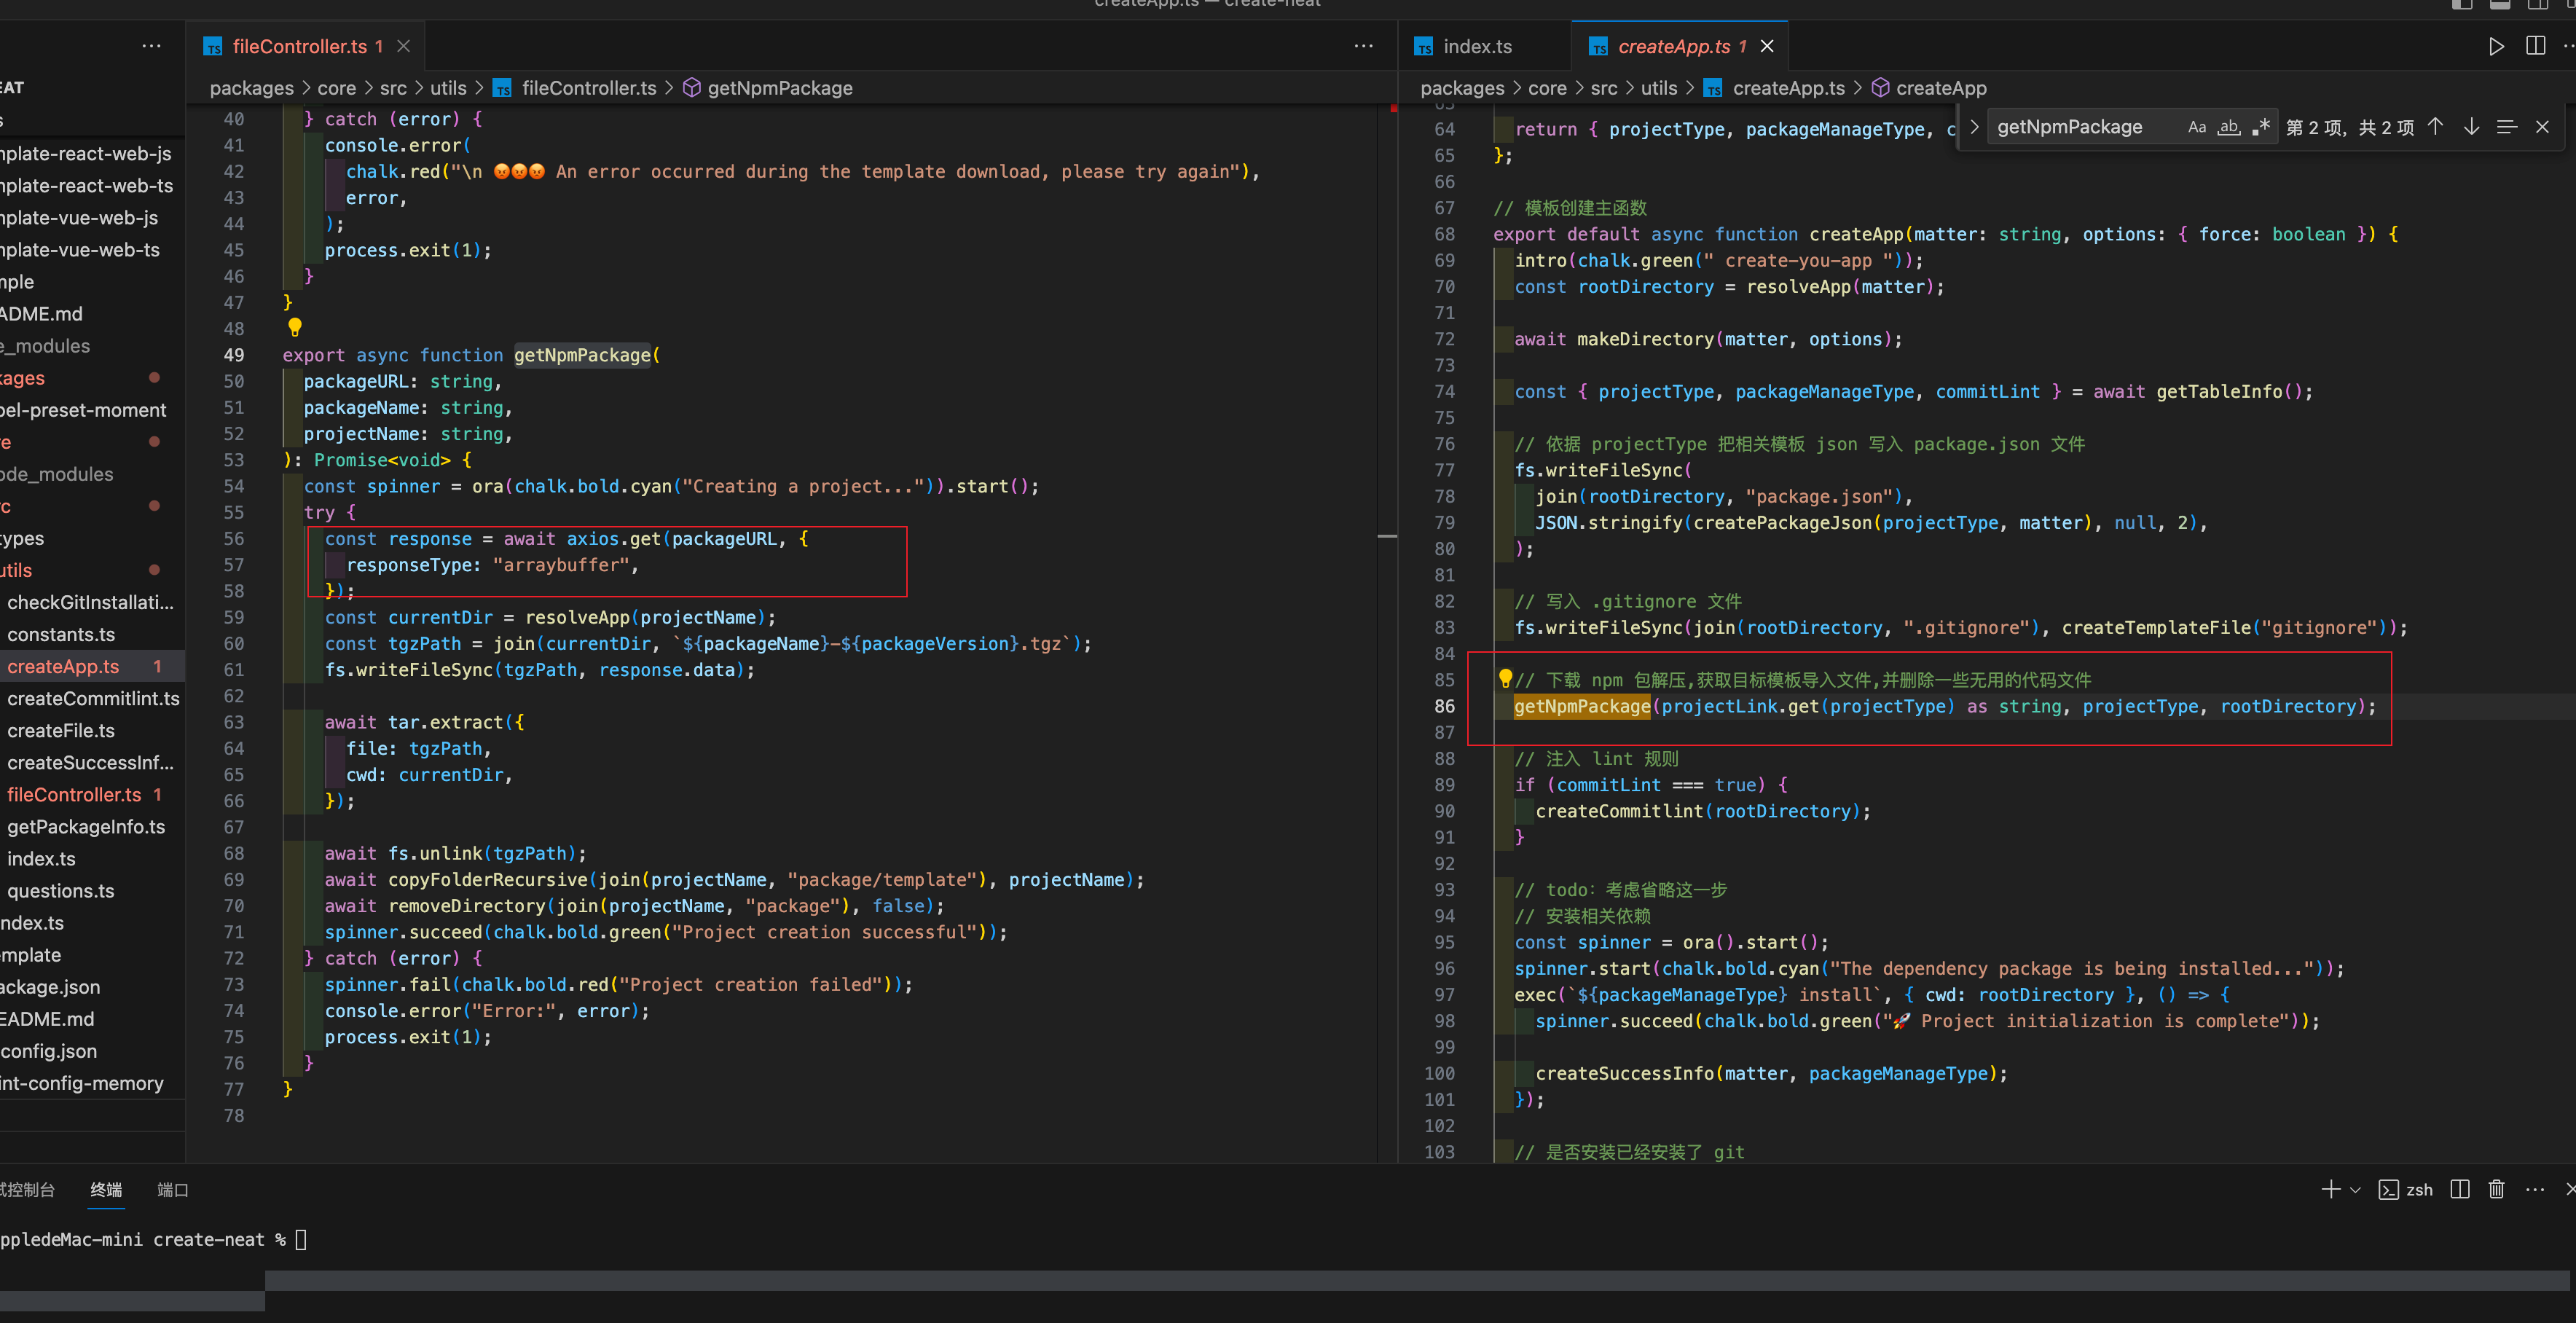 createApp.ts — create-neat
EAT
s
nplate-react-web-js
nplate-react-web-ts
nplate-vue-web-js
nplate-vue-web-ts
mple
ADME.md
e_modules
kages
bel-preset-moment
re
ode_modules
rc
types
utils
checkGitInstallati...
constants.ts
createApp.ts 1
createCommitlint.ts
createFile.ts
createSuccessInf...
fileController.ts 1
getPackageInfo.ts
index.ts
questions.ts
ndex.ts
emplate
ackage.json
EADME.md
config.json
int-config-memory
TS fileController.ts 1
packages > core > src > utils > TS fileController.ts > getNpmPackage
40 } catch (error) {
41 console.error(
42 chalk.red("\n 😡😡😡 An error occurred during the template download, please try again"),
43 error,
44 );
45 process.exit(1);
46 }
47 }
48
49 export async function getNpmPackage(
50 packageURL: string,
51 packageName: string,
52 projectName: string,
53 ): Promise<void> {
54 const spinner = ora(chalk.bold.cyan("Creating a project...")).start();
55 try {
56 const response = await axios.get(packageURL, {
57 responseType: "arraybuffer",
58 });
59 const currentDir = resolveApp(projectName);
60 const tgzPath = join(currentDir, `${packageName}-${packageVersion}.tgz`);
61 fs.writeFileSync(tgzPath, response.data);
62
63 await tar.extract({
64 file: tgzPath,
65 cwd: currentDir,
66 });
67
68 await fs.unlink(tgzPath);
69 await copyFolderRecursive(join(projectName, "package/template"), projectName);
70 await removeDirectory(join(projectName, "package"), false);
71 spinner.succeed(chalk.bold.green("Project creation successful"));
72 } catch (error) {
73 spinner.fail(chalk.bold.red("Project creation failed"));
74 console.error("Error:", error);
75 process.exit(1);
76 }
77 }
78
TS index.ts
TS createApp.ts 1
packages > core > src > utils > TS createApp.ts > createApp
getNpmPackage Aa ab, .* 第 2 项, 共 2 项
63
64 return { projectType, packageManageType, c
65 };
66
67 // 模板创建主函数
68 export default async function createApp(matter: string, options: { force: boolean }) {
69 intro(chalk.green(" create-you-app "));
70 const rootDirectory = resolveApp(matter);
71
72 await makeDirectory(matter, options);
73
74 const { projectType, packageManageType, commitLint } = await getTableInfo();
75
76 // 依据 projectType 把相关模板 json 写入 package.json 文件
77 fs.writeFileSync(
78 join(rootDirectory, "package.json"),
79 JSON.stringify(createPackageJson(projectType, matter), null, 2),
80 );
81
82 // 写入 .gitignore 文件
83 fs.writeFileSync(join(rootDirectory, ".gitignore"), createTemplateFile("gitignore"));
84
85 // 下载 npm 包解压,获取目标模板导入文件,并删除一些无用的代码文件
86 getNpmPackage(projectLink.get(projectType) as string, projectType, rootDirectory);
87
88 // 注入 lint 规则
89 if (commitLint === true) {
90 createCommitlint(rootDirectory);
91 }
92
93 // todo: 考虑省略这一步
94 // 安装相关依赖
95 const spinner = ora().start();
96 spinner.start(chalk.bold.cyan("The dependency package is being installed..."));
97 exec(`${packageManageType} install`, { cwd: rootDirectory }, () => {
98 spinner.succeed(chalk.bold.green("🚀 Project initialization is complete"));
99
100 createSuccessInfo(matter, packageManageType);
101 });
102
103 // 是否安装已经安装了 git
试控制台 终端 端口
zsh
ppledeMac-mini create-neat %